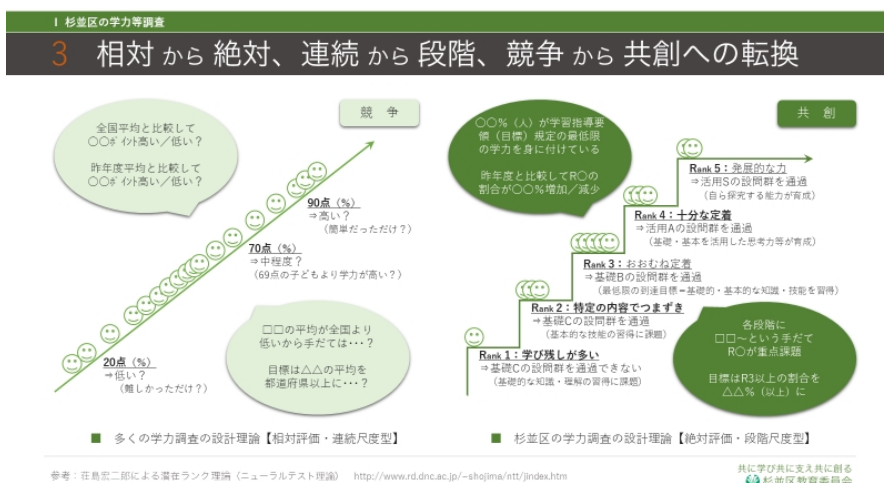 Ⅰ 杉並区の学力等調査
3 相対 から 絶対、連続 から 段階、競争 から 共創への転換
競 争
全国平均と比較して
○○ﾎﾟｲﾝﾄ高い／低い？
昨年度平均と比較して
○○ﾎﾟｲﾝﾄ高い／低い？
90点（%）
⇒高い？
（簡単だっただけ？）
70点（%）
⇒中程度？
（69点の子どもより学力が高い？）
20点（%）
⇒低い？
（難しかっただけ？）
□□の平均が全国より
低いから手だては・・・？
目標は△△の平均を
都道府県以上に・・・？
■ 多くの学力調査の設計理論【相対評価・連続尺度型】
共 創
○○%（人）が学習指導要
領（目標）規定の最低限
の学力を身に付けている
昨年度と比較してR○の
割合が○○%増加／減少
Rank 5：発展的な力
⇒活用Sの設問群を通過
（自ら探究する能力が育成）
Rank 4：十分な定着
⇒活用Aの設問群を通過
（基礎・基本を活用した思考力等が育成）
Rank 3：おおむね定着
⇒基礎Bの設問群を通過
（最低限の到達目標＝基礎的・基本的な知識・技能を習得）
Rank 2：特定の内容でつまずき
⇒基礎Cの設問群を通過
（基本的な技能の習得に課題）
Rank 1：学び残しが多い
⇒基礎Cの設問群を通過できない
（基礎的な知識・理解の習得に課題）
各段階に
□□～という手だて
R○が重点課題
目標はR3以上の割合を
△△%（以上）に
■ 杉並区の学力調査の設計理論【絶対評価・段階尺度型】
参考：荘島宏二郎による潜在ランク理論（ニューラルテスト理論） http://www.rd.dnc.ac.jp/~shojima/ntt/jindex.htm
共に学び共に支え共に創る
杉並区教育委員会